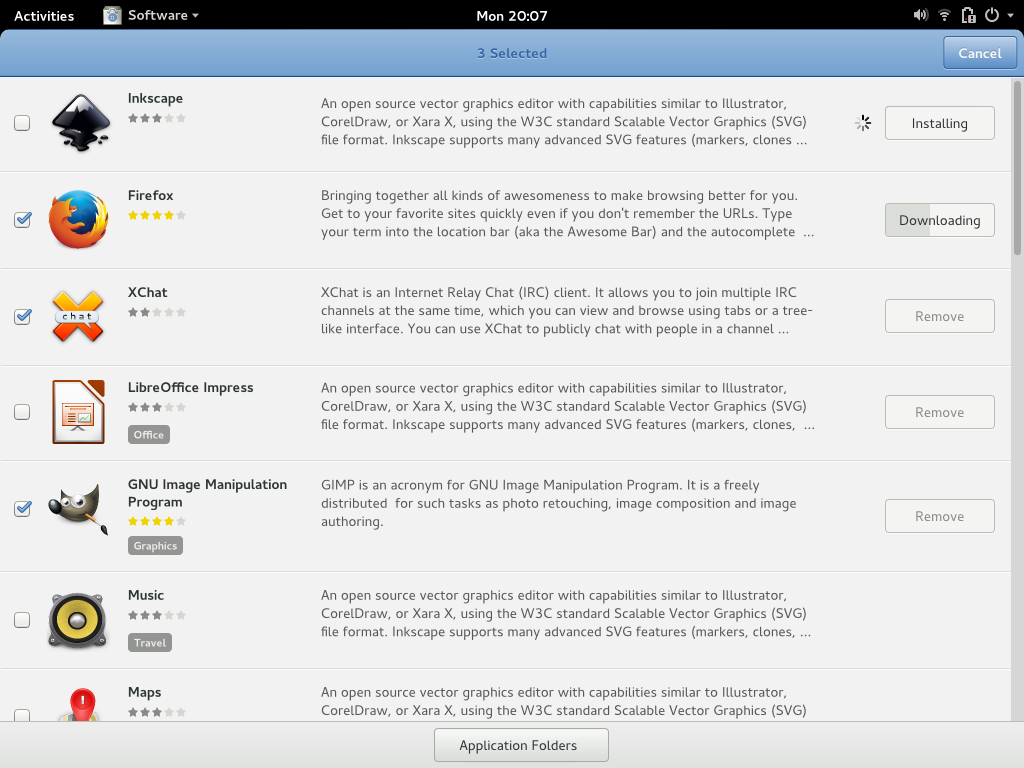 Activities Software Mon 20:07
3 Selected Cancel
Inkscape
An open source vector graphics editor with capabilities similar to Illustrator,
CorelDraw, or Xara X, using the W3C standard Scalable Vector Graphics (SVG)
file format. Inkscape supports many advanced SVG features (markers, clones ...
Installing
Firefox
Bringing together all kinds of awesomeness to make browsing better for you.
Get to your favorite sites quickly even if you don't remember the URLs. Type
your term into the location bar (aka the Awesome Bar) and the autocomplete ...
Downloading
XChat
chat
XChat is an Internet Relay Chat (IRC) client. It allows you to join multiple IRC
channels at the same time, which you can view and browse using tabs or a tree-
like interface. You can use XChat to publicly chat with people in a channel ...
Remove
LibreOffice Impress
Office
An open source vector graphics editor with capabilities similar to Illustrator,
CorelDraw, or Xara X, using the W3C standard Scalable Vector Graphics (SVG)
file format. Inkscape supports many advanced SVG features (markers, clones, ...
Remove
GNU Image Manipulation
Program
Graphics
GIMP is an acronym for GNU Image Manipulation Program. It is a freely
distributed for such tasks as photo retouching, image composition and image
authoring.
Remove
Music
Travel
An open source vector graphics editor with capabilities similar to Illustrator,
CorelDraw, or Xara X, using the W3C standard Scalable Vector Graphics (SVG)
file format. Inkscape supports many advanced SVG features (markers, clones, ...
Maps
An open source vector graphics editor with capabilities similar to Illustrator,
CorelDraw, or Xara X, using the W3C standard Scalable Vector Graphics (SVG)
Application Folders